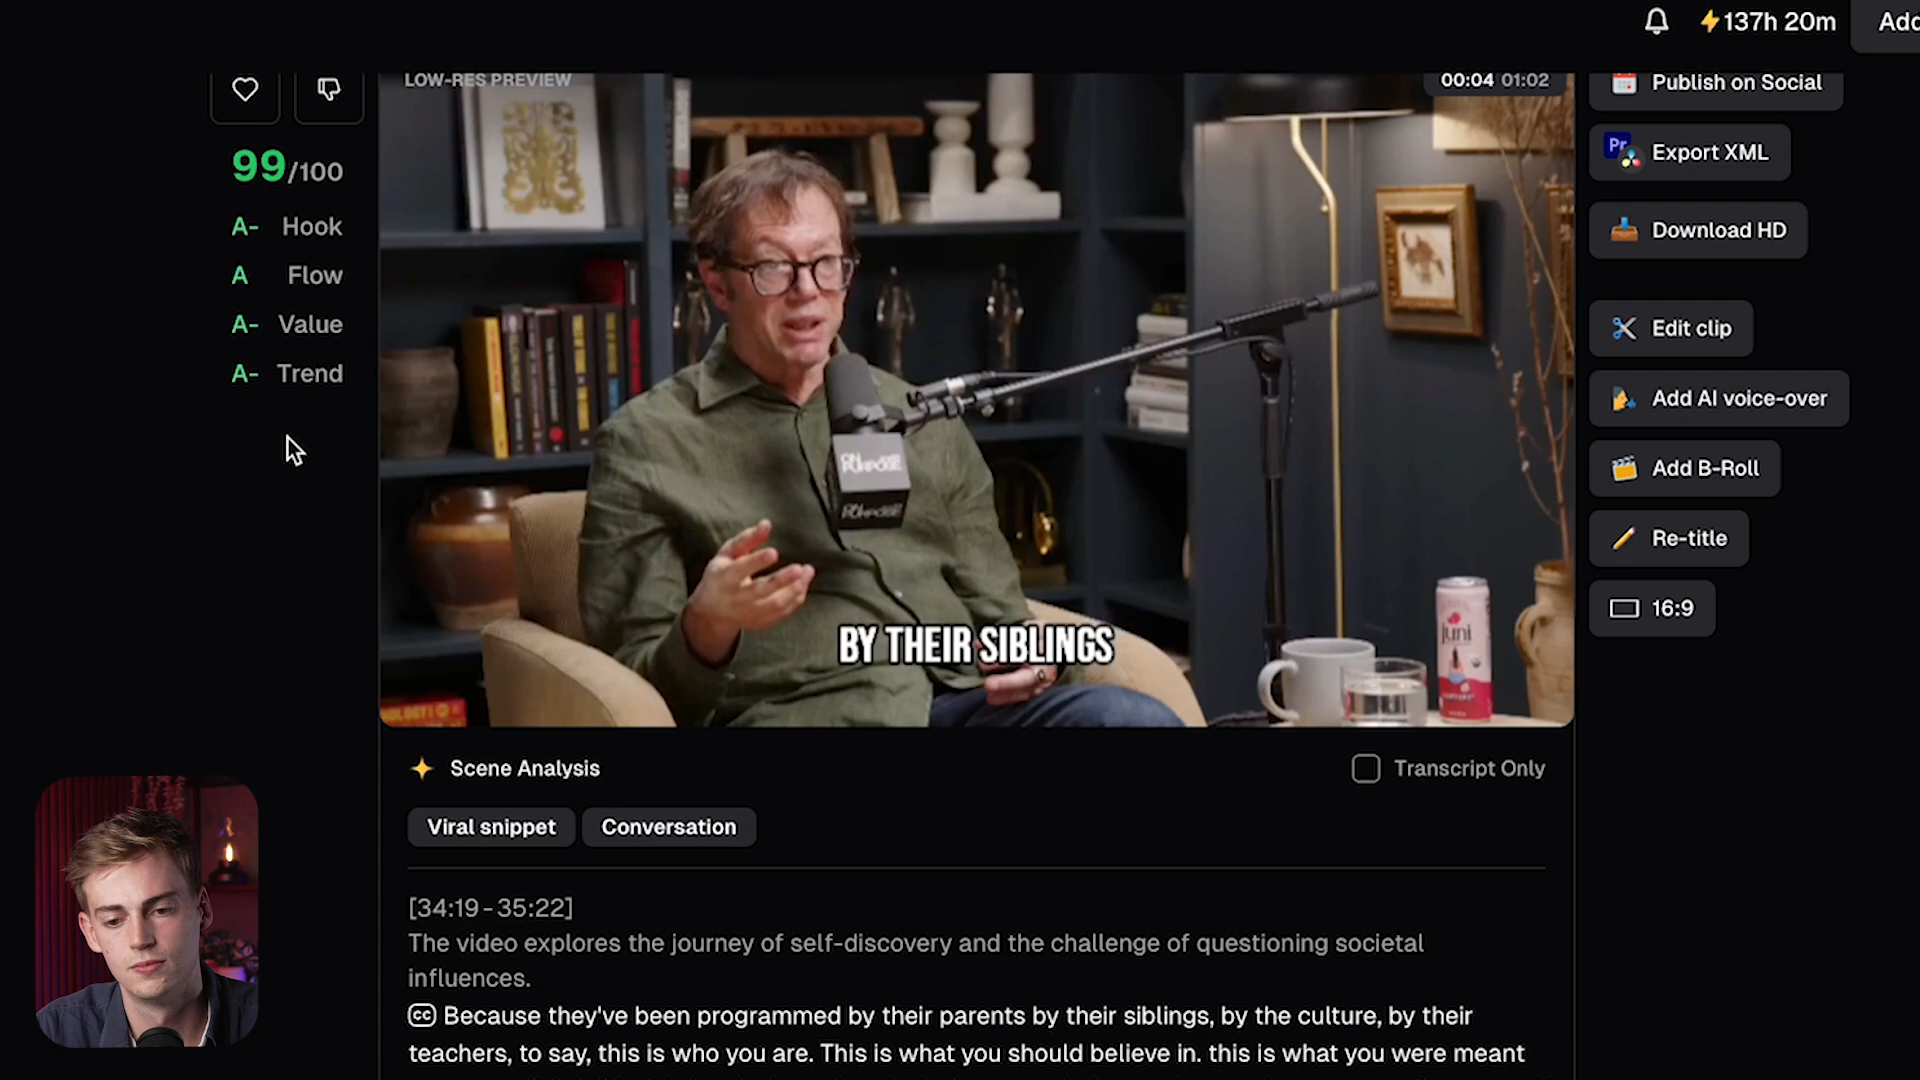 137h 20m
Add
LOW-RES PREVIEW
00:04 01:02
Publish on Social
99/100
Pr
Export XML
A- Hook
Download HD
A Flow
A- Value
Edit clip
A- Trend
Add AI voice-over
ON PURPOSE
Add B-Roll
Re-title
16:9
juni
BY THEIR SIBLINGS
Scene Analysis
Transcript Only
Viral snippet
Conversation
[34:19 - 35:22]
The video explores the journey of self-discovery and the challenge of questioning societal
influences.
CC Because they've been programmed by their parents by their siblings, by the culture, by their
teachers, to say, this is who you are. This is what you should believe in. this is what you were meant